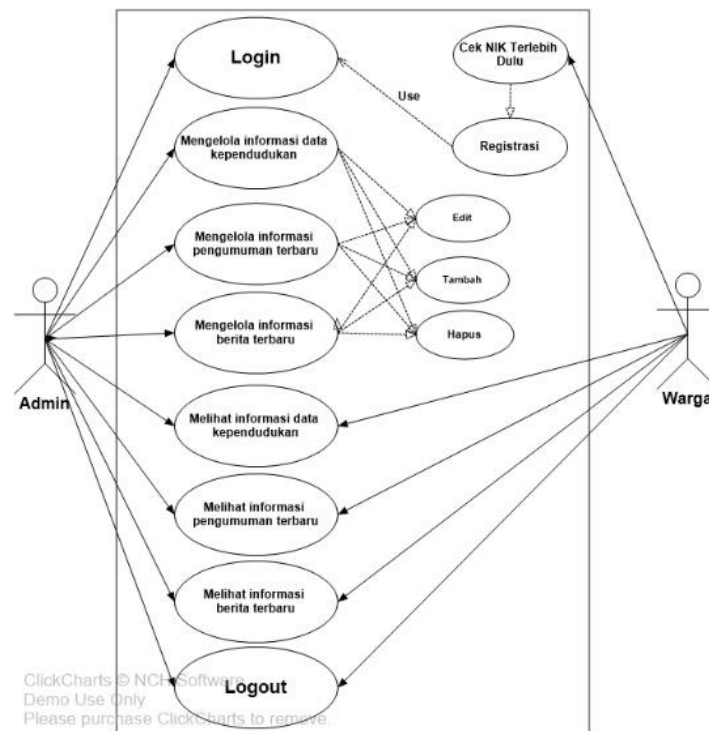 Login
Cek NIK Terlebih
Dulu
Use
Mengelola informasi data
kependudukan
Registrasi
Edit
Mengelola informasi
pengumuman terbaru
Tambah
Mengelola informasi
berita terbaru
Hapus
Admin
Warga
Melihat informasi data
kependudukan
Melihat informasi
pengumuman terbaru
Melihat informasi
berita terbaru
Logout
ClickCharts © NCH Software
Demo Use Only
Please purchase ClickCharts to remove